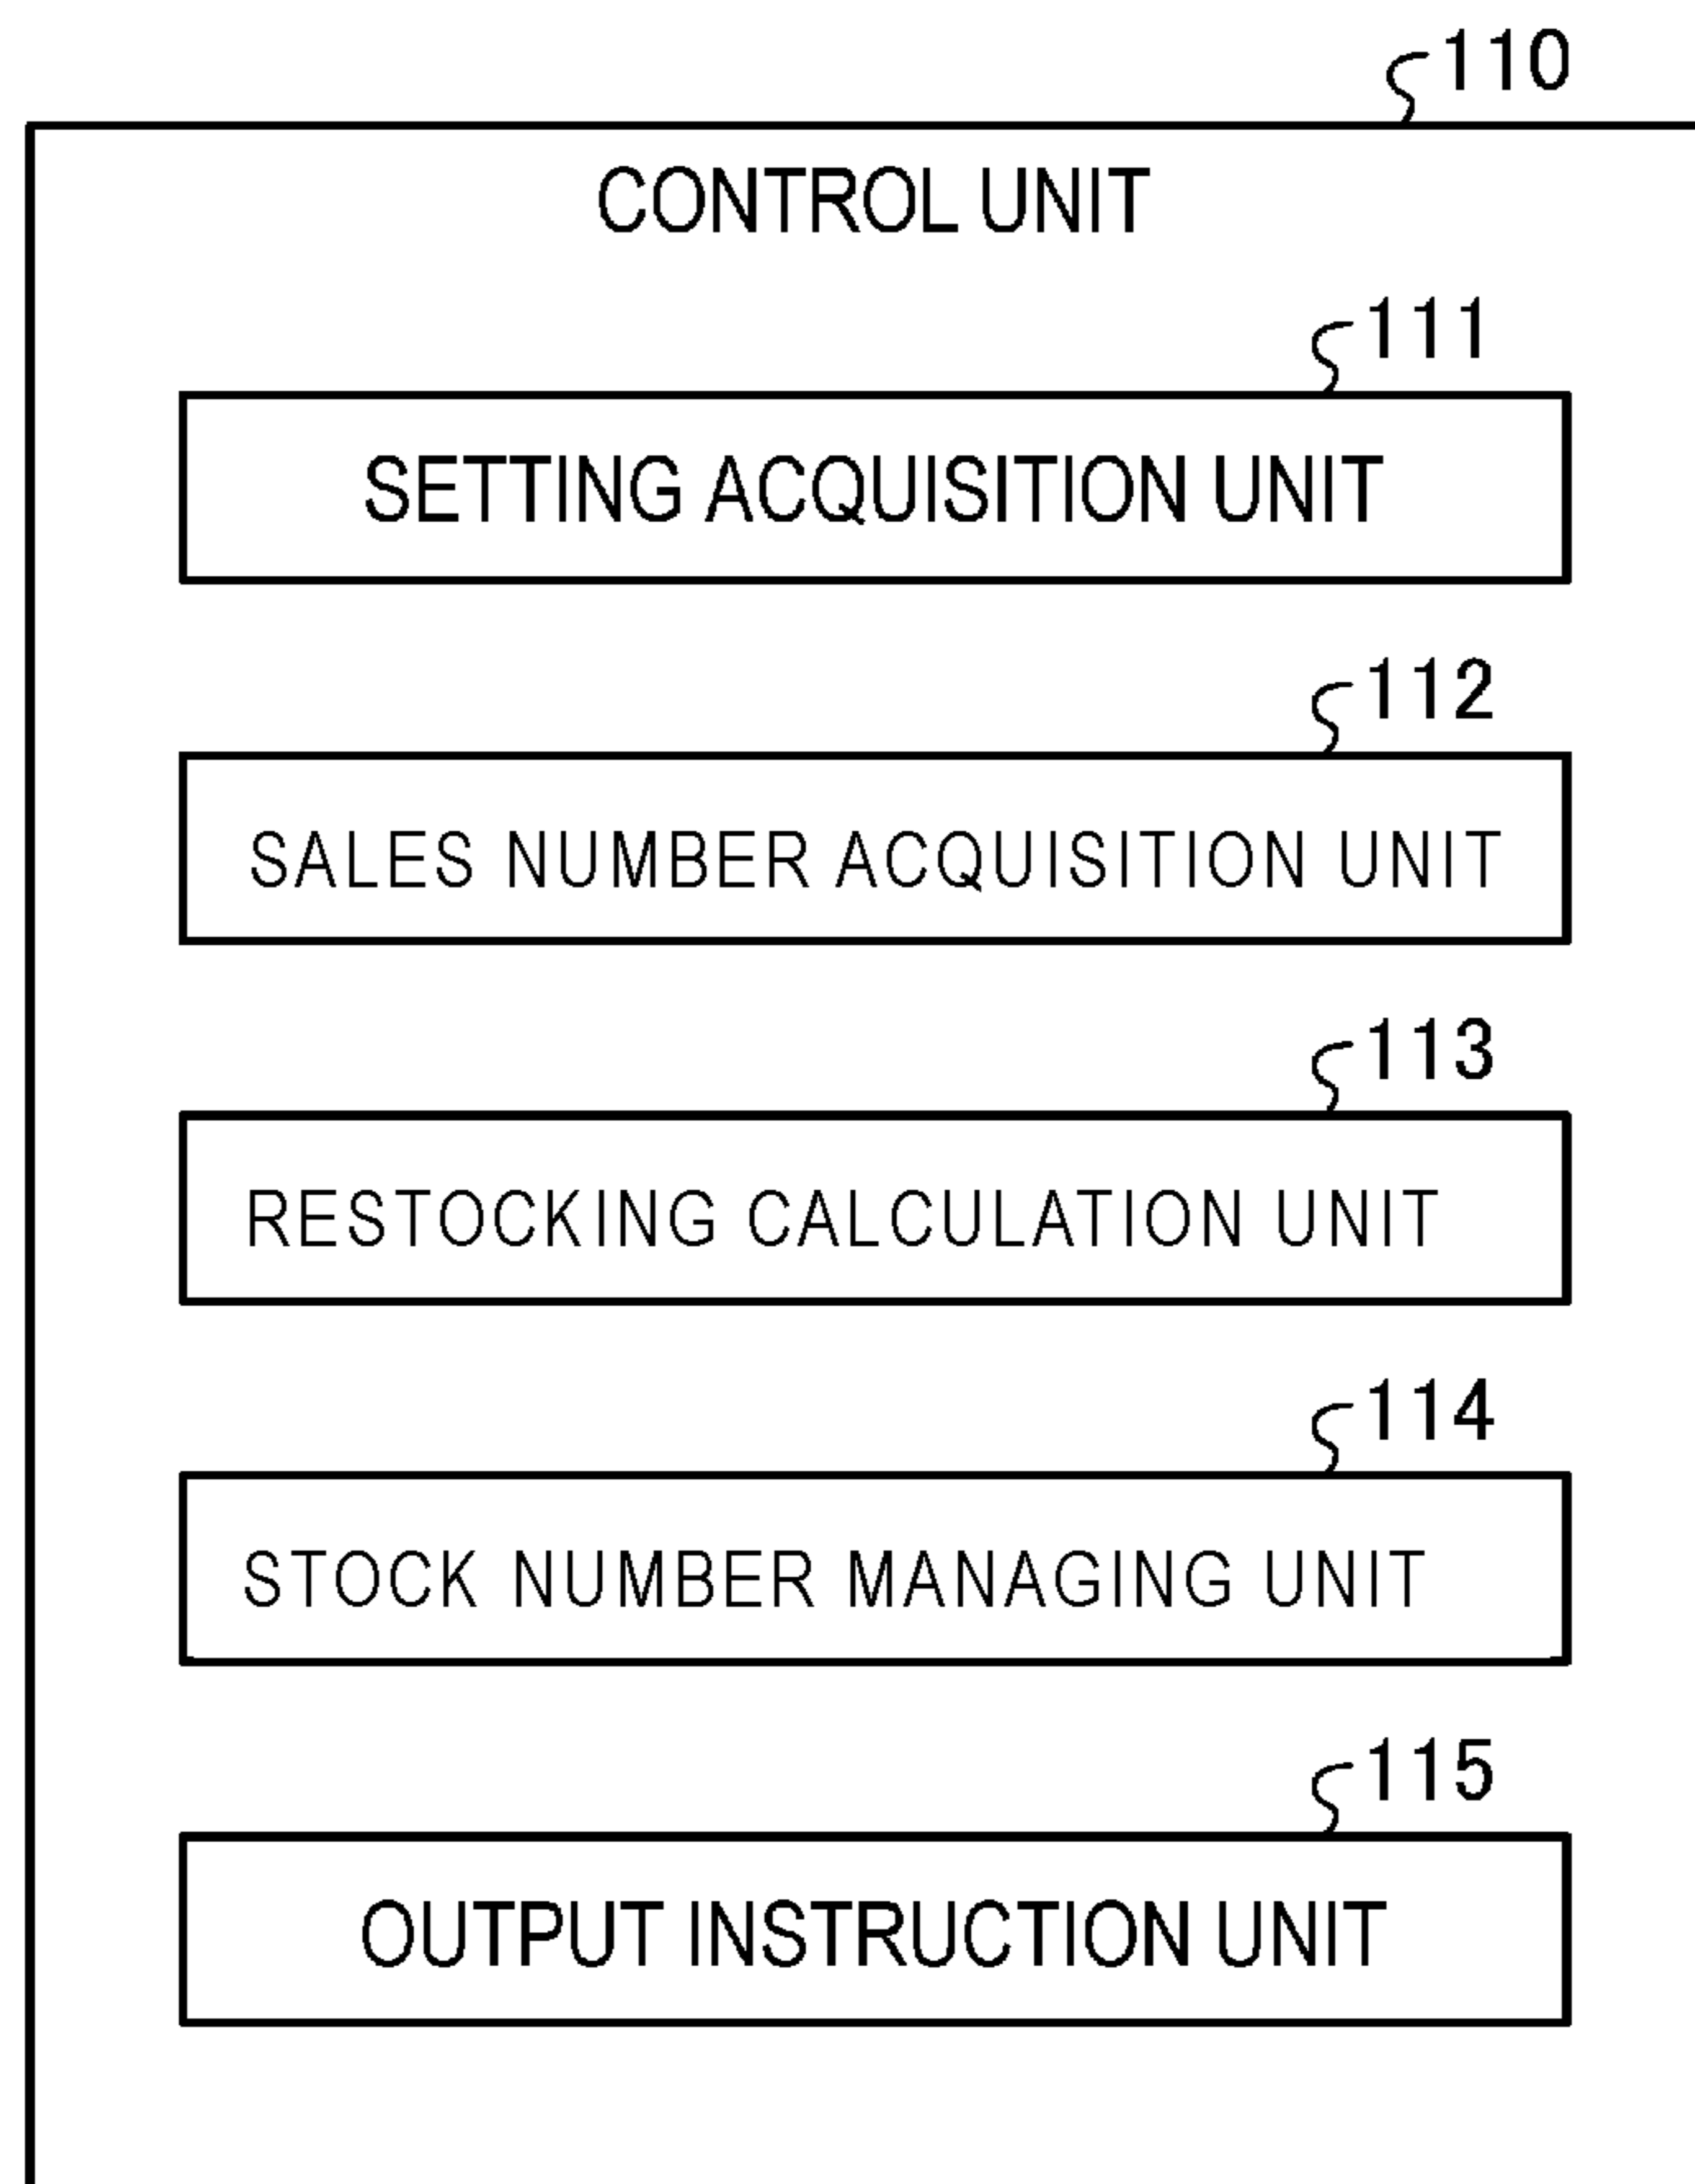 110
CONTROL UNIT
111
SETTING ACQUISITION UNIT
112
SALES NUMBER ACQUISITION UNIT
113
RESTOCKING CALCULATION UNIT
114
STOCK NUMBER MANAGING UNIT
115
OUTPUT INSTRUCTION UNIT